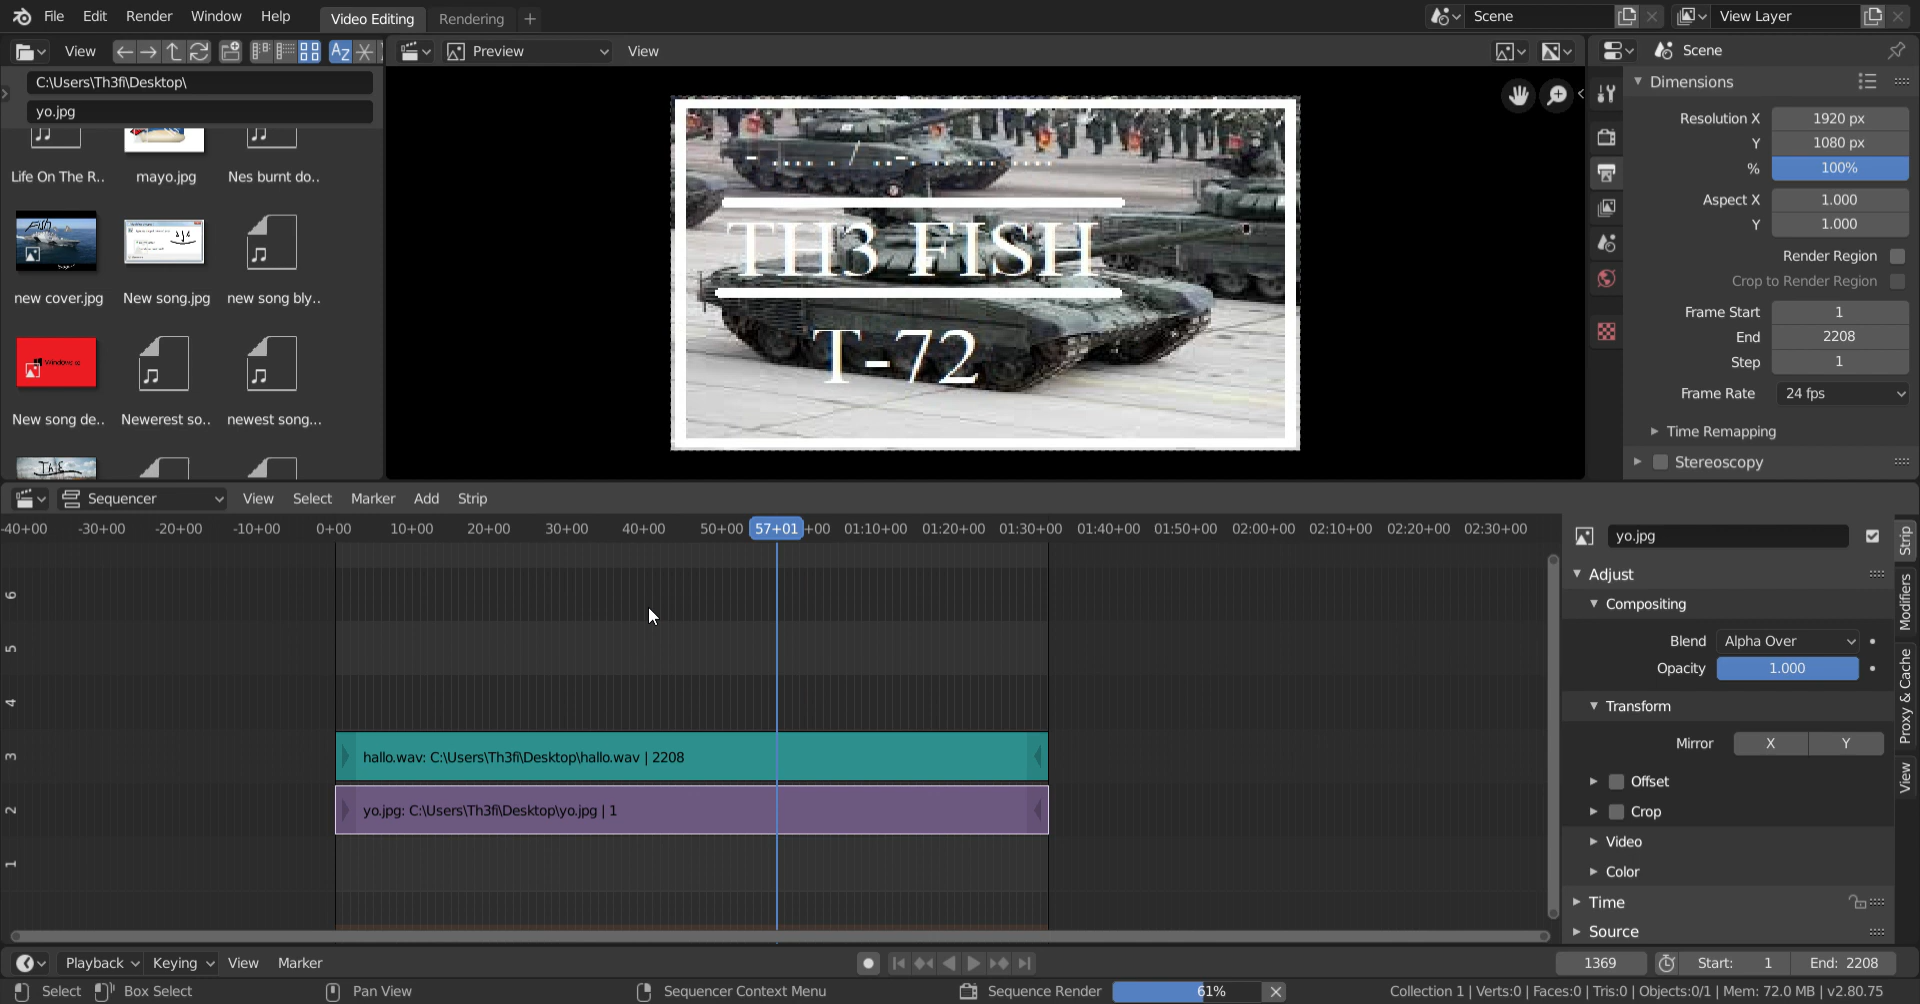 File Edit Render Window Help Video Editing Rendering + Scene View Layer
View AZ Preview View Scene
C:\Users\Th3fi\Desktop\
yo.jpg
Life On The R.. mayo.jpg Nes burnt do..
new cover.jpg New song.jpg new song bly..
New song de.. Newerest so.. newest song...
TH3 FISH
T-72
Dimensions
Resolution X 1920 px
Y 1080 px
% 100%
Aspect X 1.000
Y 1.000
Render Region
Crop to Render Region
Frame Start 1
End 2208
Step 1
Frame Rate 24 fps
Time Remapping
Stereoscopy
Sequencer View Select Marker Add Strip
-40+00 -30+00 -20+00 -10+00 0+00 10+00 20+00 30+00 40+00 50+00 57+01 +00 01:10+00 01:20+00 01:30+00 01:40+00 01:50+00 02:00+00 02:10+00 02:20+00 02:30+00
6
5
4
3 hallo.wav: C:\Users\Th3fi\Desktop\hallo.wav | 2208
2 yo.jpg: C:\Users\Th3fi\Desktop\yo.jpg | 1
1
yo.jpg
Adjust
Compositing
Blend Alpha Over
Opacity 1.000
Transform
Mirror X Y
Offset
Crop
Video
Color
Time
Source
Strip
Modifiers
Proxy & Cache
View
Playback Keying View Marker 1369 Start: 1 End: 2208
Select Box Select Pan View Sequencer Context Menu Sequence Render 61% Collection 1 | Verts:0 | Faces:0 | Tris:0 | Objects:0/1 | Mem: 72.0 MB | v2.80.75